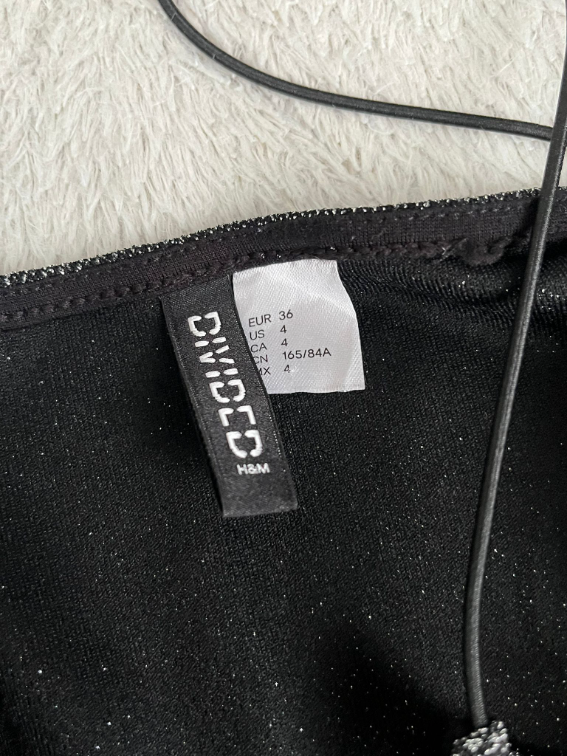 DIVIDED
H&M
EUR 36
US 4
CA 4
CN 165/84A
MX 4